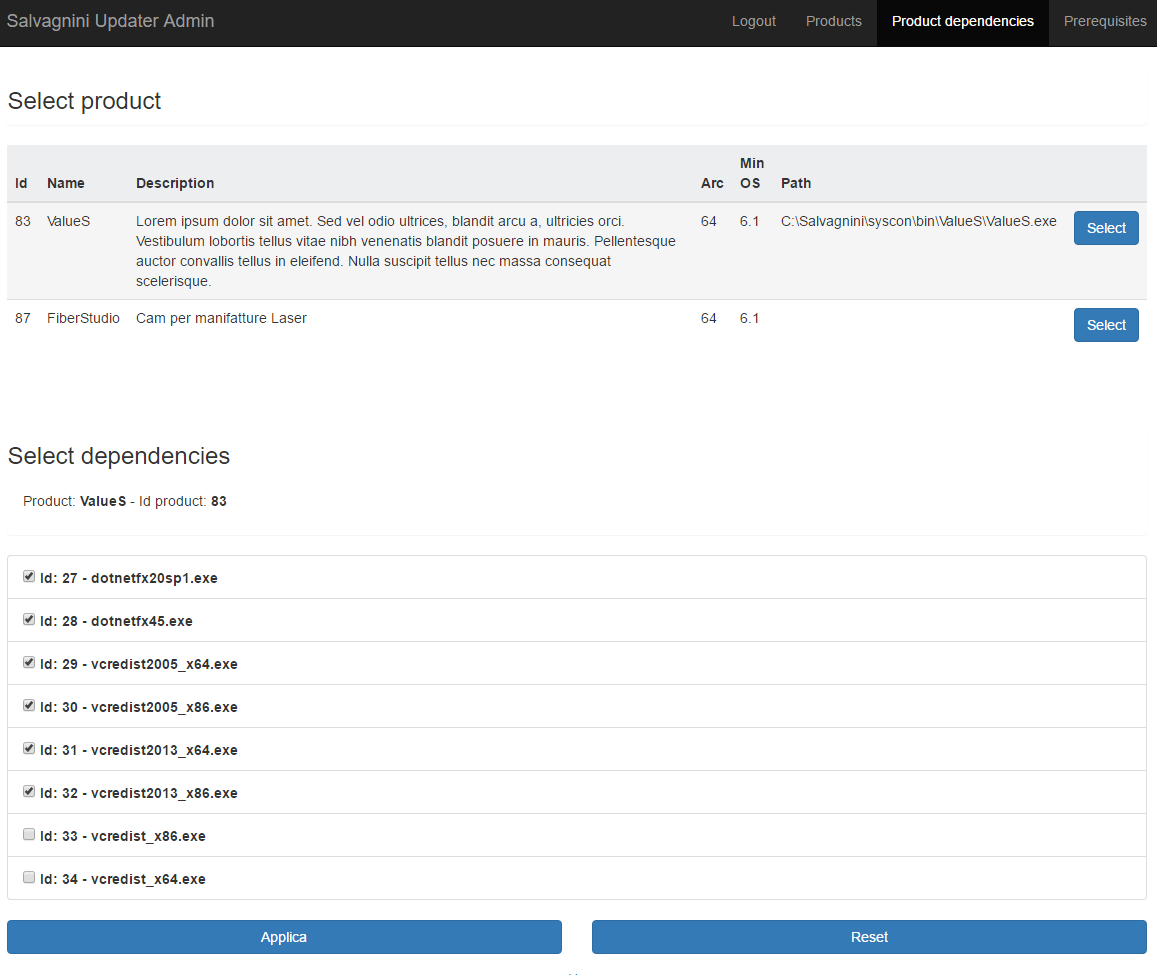 Salvagnini Updater Admin Logout Products Product dependencies Prerequisites
Select product
Id Name Description Arc Min OS Path
83 ValueS Lorem ipsum dolor sit amet. Sed vel odio ultrices, blandit arcu a, ultricies orci. 64 6.1 C:\Salvagnini\syscon\bin\ValueS\ValueS.exe Select
Vestibulum lobortis tellus vitae nibh venenatis blandit posuere in mauris. Pellentesque
auctor convallis tellus in eleifend. Nulla suscipit tellus nec massa consequat
scelerisque.
87 FiberStudio Cam per manifatture Laser 64 6.1 Select
Select dependencies
Product: ValueS - Id product: 83
Id: 27 - dotnetfx20sp1.exe
Id: 28 - dotnetfx45.exe
Id: 29 - vcredist2005_x64.exe
Id: 30 - vcredist2005_x86.exe
Id: 31 - vcredist2013_x64.exe
Id: 32 - vcredist2013_x86.exe
Id: 33 - vcredist_x86.exe
Id: 34 - vcredist_x64.exe
Applica Reset